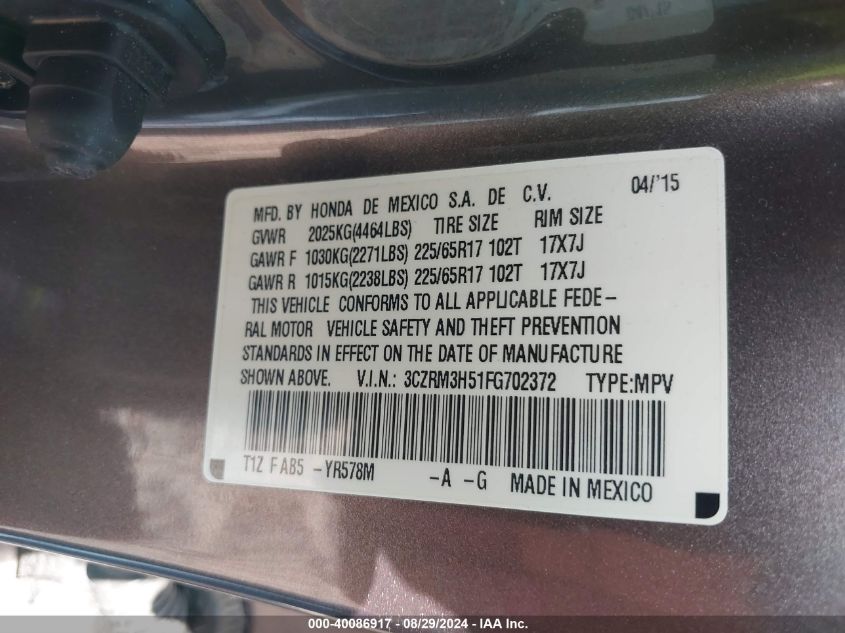 MFD. BY HONDA DE MEXICO S.A. DE C.V. 04/'15
GVWR 2025KG(4464LBS) TIRE SIZE RIM SIZE
GAWR F 1030KG(2271LBS) 225/65R17 102T 17X7J
GAWR R 1015KG(2238LBS) 225/65R17 102T 17X7J
THIS VEHICLE CONFORMS TO ALL APPLICABLE FEDE-
RAL MOTOR VEHICLE SAFETY AND THEFT PREVENTION
STANDARDS IN EFFECT ON THE DATE OF MANUFACTURE
SHOWN ABOVE. V.I.N.: 3CZRM3H51FG702372 TYPE:MPV
T1Z F AB5 -YR578M -A -G MADE IN MEXICO
000-40086917 - 08/29/2024 - IAA Inc.